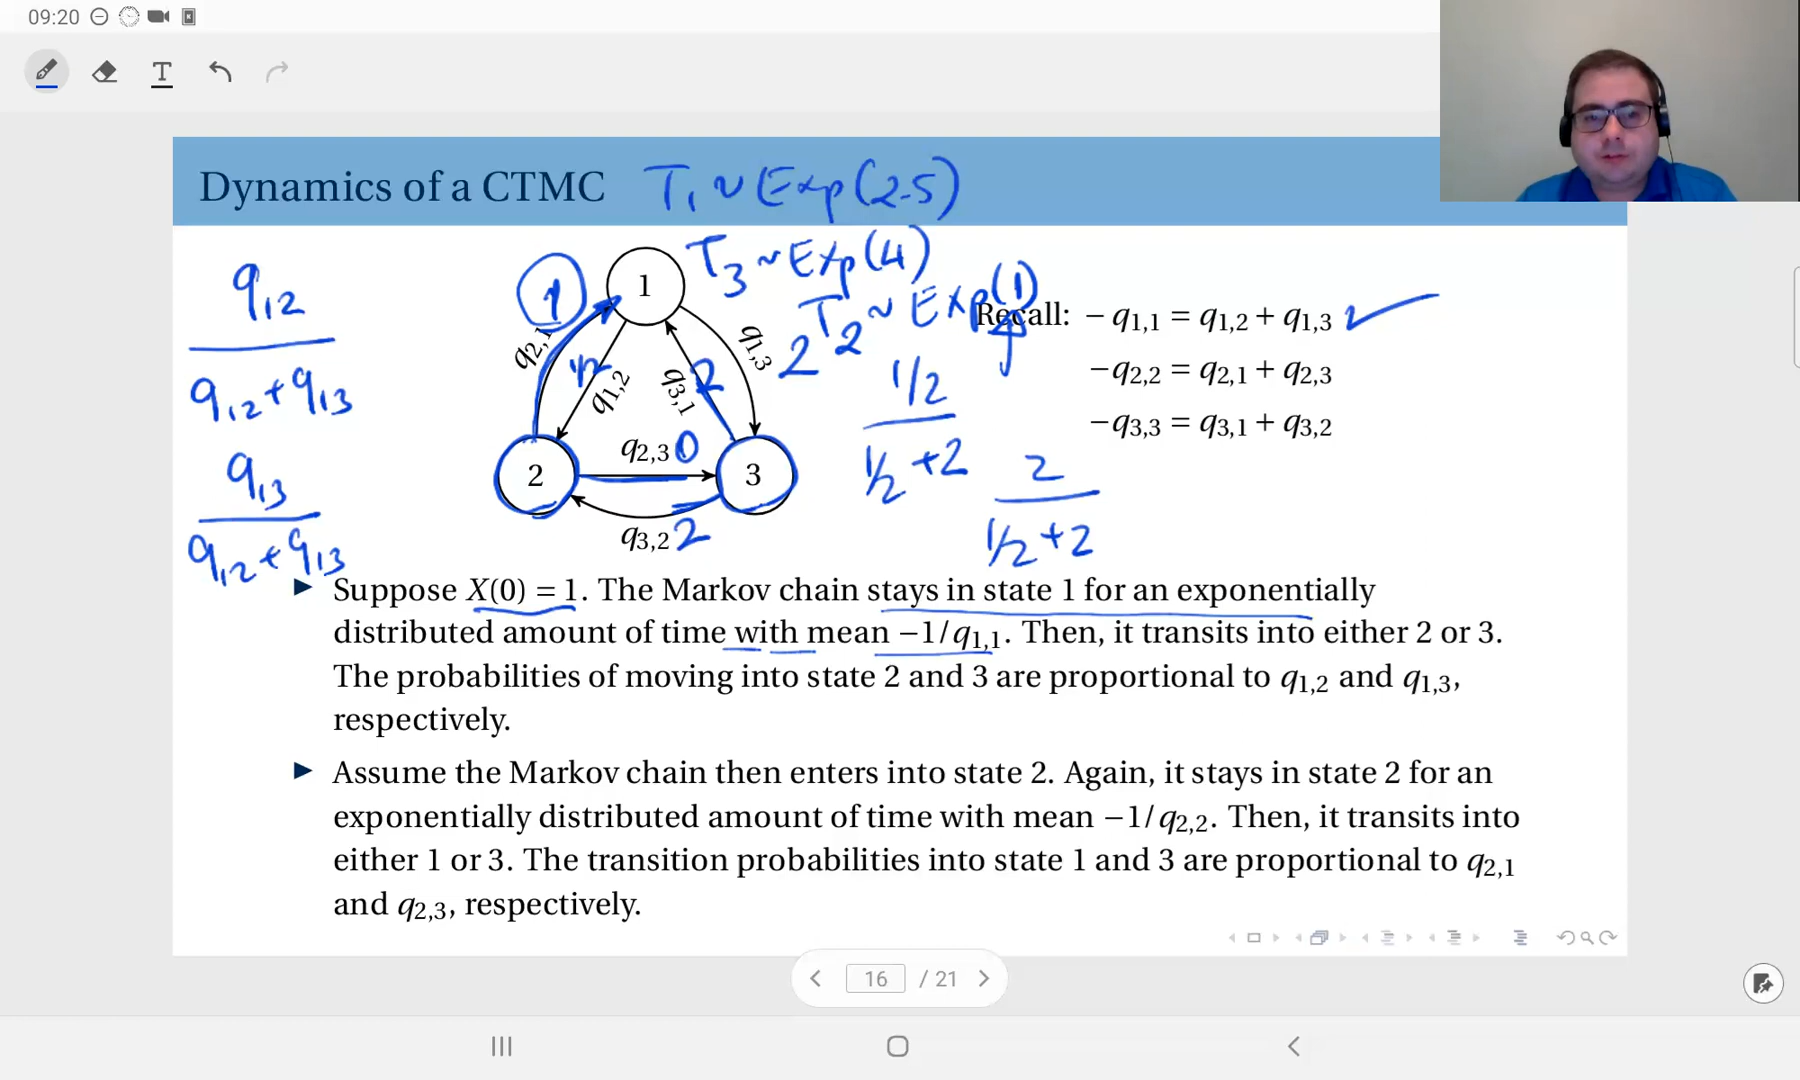 09:20
T
Dynamics of a CTMC T₁ ~ Exp(2.5)
T₃ ~ Exp(4)
T₂ ~ Exp(1)
q₁₂
q₁₂ + q₁₃
q₁₃
q₁₂ + q₁₃
1
1
q2,1
1/2
q1,2
q3,1
2
q1,3
2
2
q2,3 0
3
q3,2 2
1/2
1/2 + 2
2
1/2 + 2
Recall: − q1,1 = q1,2 + q1,3 ✓
−q2,2 = q2,1 + q2,3
−q3,3 = q3,1 + q3,2
▶ Suppose X(0) = 1. The Markov chain stays in state 1 for an exponentially
distributed amount of time with mean −1/q1,1. Then, it transits into either 2 or 3.
The probabilities of moving into state 2 and 3 are proportional to q1,2 and q1,3,
respectively.
▶ Assume the Markov chain then enters into state 2. Again, it stays in state 2 for an
exponentially distributed amount of time with mean −1/q2,2. Then, it transits into
either 1 or 3. The transition probabilities into state 1 and 3 are proportional to q2,1
and q2,3, respectively.
16 / 21